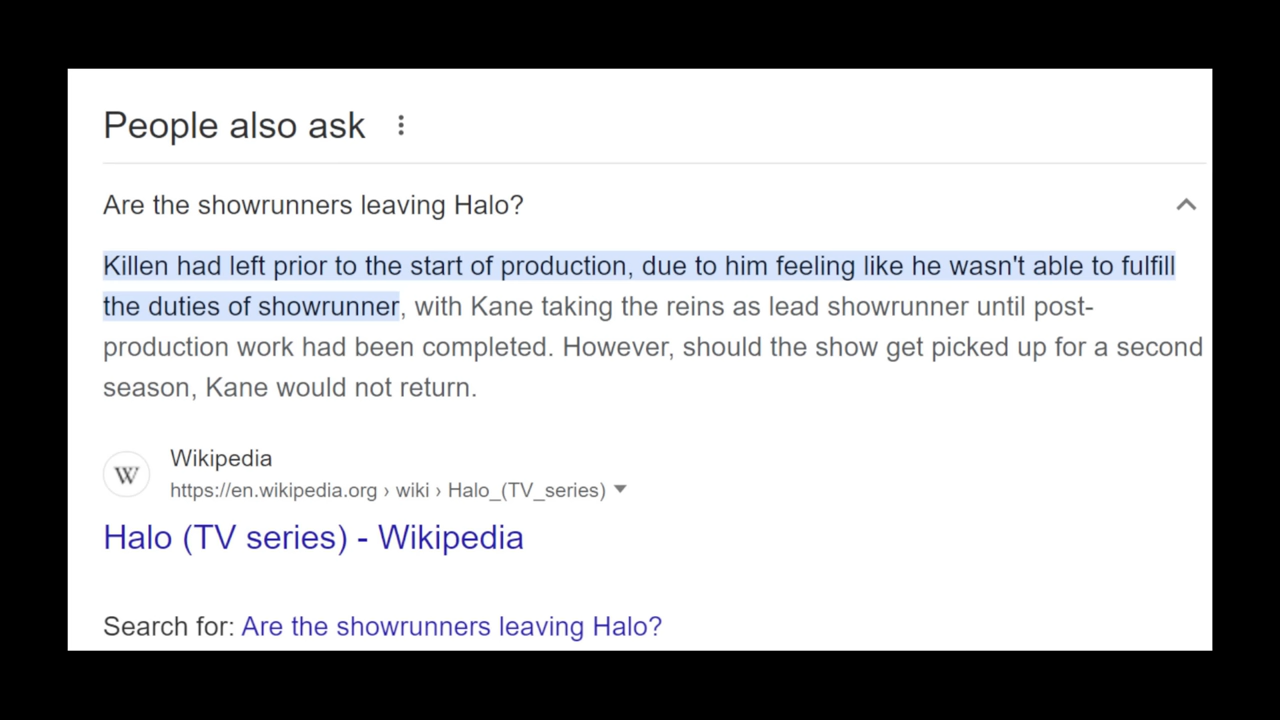 People also ask
Are the showrunners leaving Halo?
Killen had left prior to the start of production, due to him feeling like he wasn't able to fulfill
the duties of showrunner, with Kane taking the reins as lead showrunner until post-
production work had been completed. However, should the show get picked up for a second
season, Kane would not return.
W
Wikipedia
https://en.wikipedia.org › wiki › Halo_(TV_series)
Halo (TV series) - Wikipedia
Search for: Are the showrunners leaving Halo?